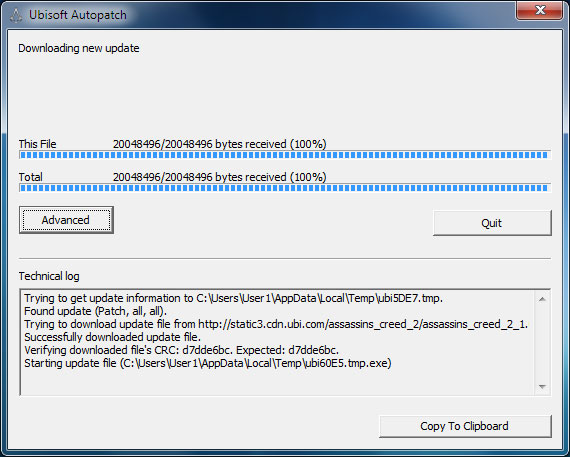 Ubisoft Autopatch
Downloading new update
This File 20048496/20048496 bytes received (100%)
Total 20048496/20048496 bytes received (100%)
Advanced
Quit
Technical log
Trying to get update information to C:\Users\User1\AppData\Local\Temp\ubi5DE7.tmp.
Found update (Patch, all, all).
Trying to download update file from http://static3.cdn.ubi.com/assassins_creed_2/assassins_creed_2_1.
Successfully downloaded update file.
Verifying downloaded file's CRC: d7dde6bc. Expected: d7dde6bc.
Starting update file (C:\Users\User1\AppData\Local\Temp\ubi60E5.tmp.exe)
Copy To Clipboard